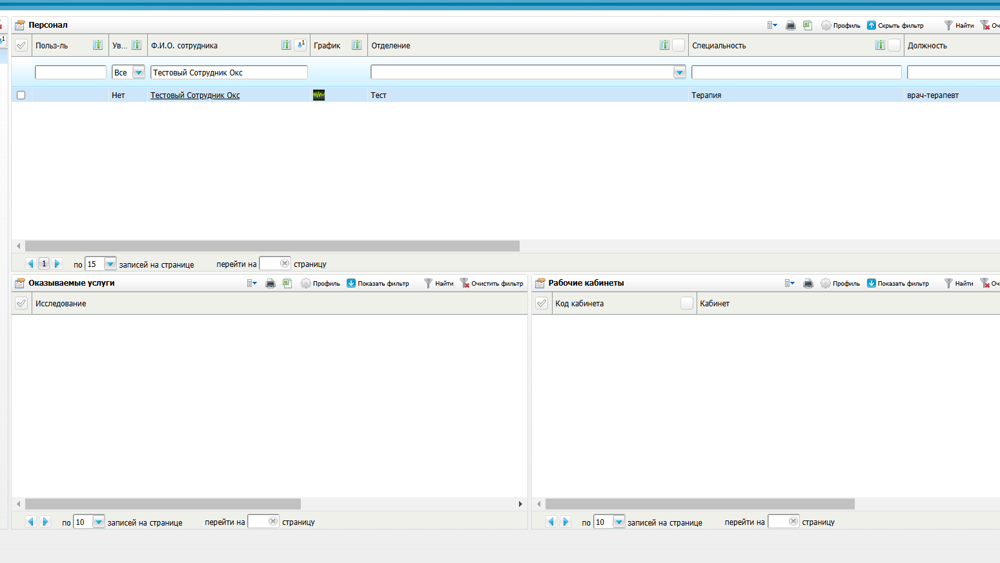 Персонал
Профиль Скрыть фильтр Найти Оч
Польз-ль Ув... Ф.И.О. сотрудника 1 График Отделение Специальность Должность
Все Тестовый Сотрудник Окс
Нет Тестовый Сотрудник Окс Тест Терапия врач-терапевт
1 по 15 записей на странице перейти на страницу
Оказываемые услуги Профиль Показать фильтр Найти Очистить фильтр
Исследование
по 10 записей на странице перейти на страницу
Рабочие кабинеты Профиль Показать фильтр Найти Оч
Код кабинета Кабинет
по 10 записей на странице перейти на страницу